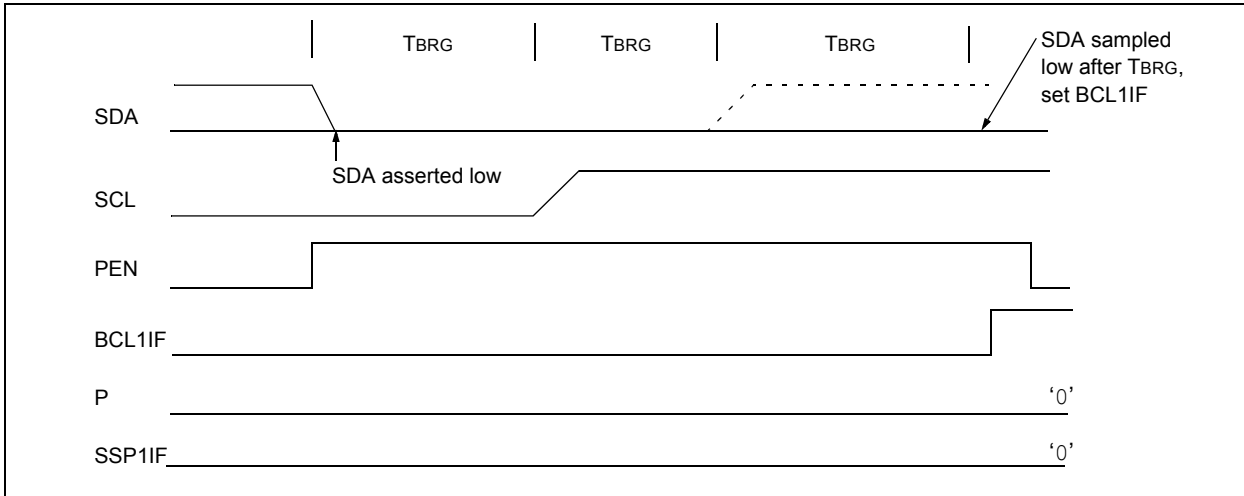 TBRG
TBRG
TBRG
SDA sampled
low after TBRG,
set BCL1IF
SDA
SDA asserted low
SCL
PEN
BCL1IF
P
‘0’
SSP1IF
‘0’